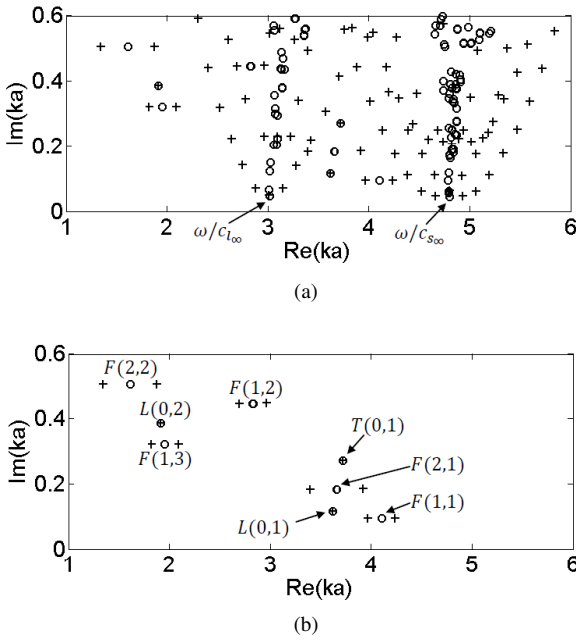 0.6
0.4
0.2
0
Im(ka)
1 2 3 4 5 6
ω/c_{l∞}
Re(ka)
ω/c_{s∞}
(a)
0.6
0.4
0.2
0
Im(ka)
F(2,2)
L(0,2)
F(1,3)
F(1,2)
T(0,1)
F(2,1)
L(0,1)
F(1,1)
1 2 3 4 5 6
Re(ka)
(b)